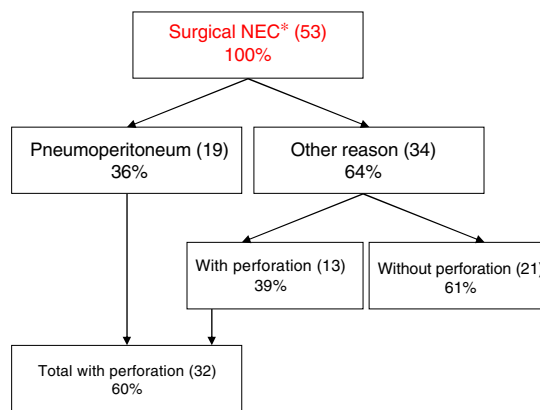 Surgical NEC* (53)
100%
Pneumoperitoneum (19)
36%
Other reason (34)
64%
With perforation (13)
39%
Without perforation (21)
61%
Total with perforation (32)
60%